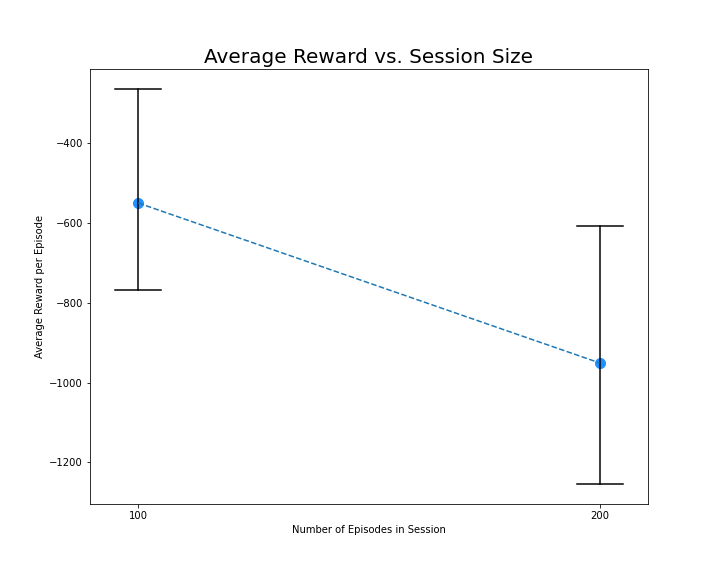 Average Reward vs. Session Size
Average Reward per Episode
−400
−600
−800
−1000
−1200
100
200
Number of Episodes in Session